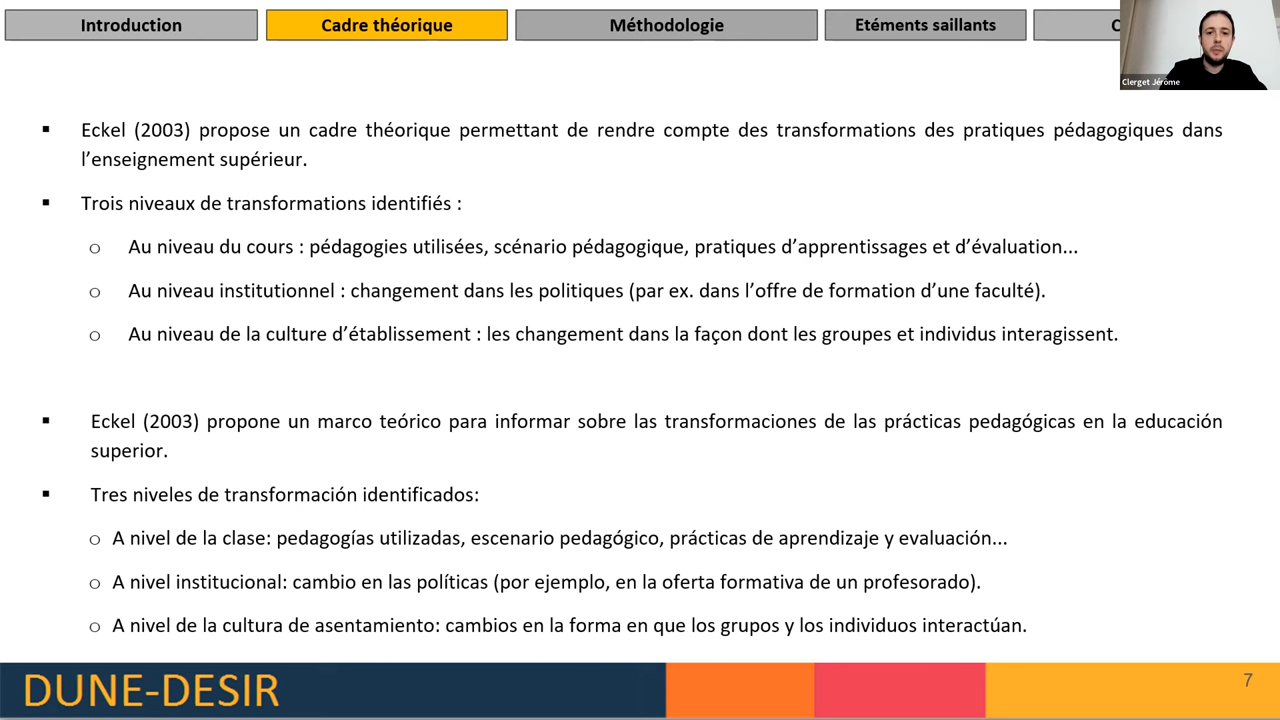 Introduction
Cadre théorique
Méthodologie
Etéments saillants
C
Clerget Jérôme
▪ Eckel (2003) propose un cadre théorique permettant de rendre compte des transformations des pratiques pédagogiques dans
l’enseignement supérieur.
▪ Trois niveaux de transformations identifiés :
o Au niveau du cours : pédagogies utilisées, scénario pédagogique, pratiques d’apprentissages et d’évaluation...
o Au niveau institutionnel : changement dans les politiques (par ex. dans l’offre de formation d’une faculté).
o Au niveau de la culture d’établissement : les changement dans la façon dont les groupes et individus interagissent.
▪ Eckel (2003) propone un marco teórico para informar sobre las transformaciones de las prácticas pedagógicas en la educación
superior.
▪ Tres niveles de transformación identificados:
o A nivel de la clase: pedagogías utilizadas, escenario pedagógico, prácticas de aprendizaje y evaluación...
o A nivel institucional: cambio en las políticas (por ejemplo, en la oferta formativa de un profesorado).
o A nivel de la cultura de asentamiento: cambios en la forma en que los grupos y los individuos interactúan.
DUNE-DESIR
7